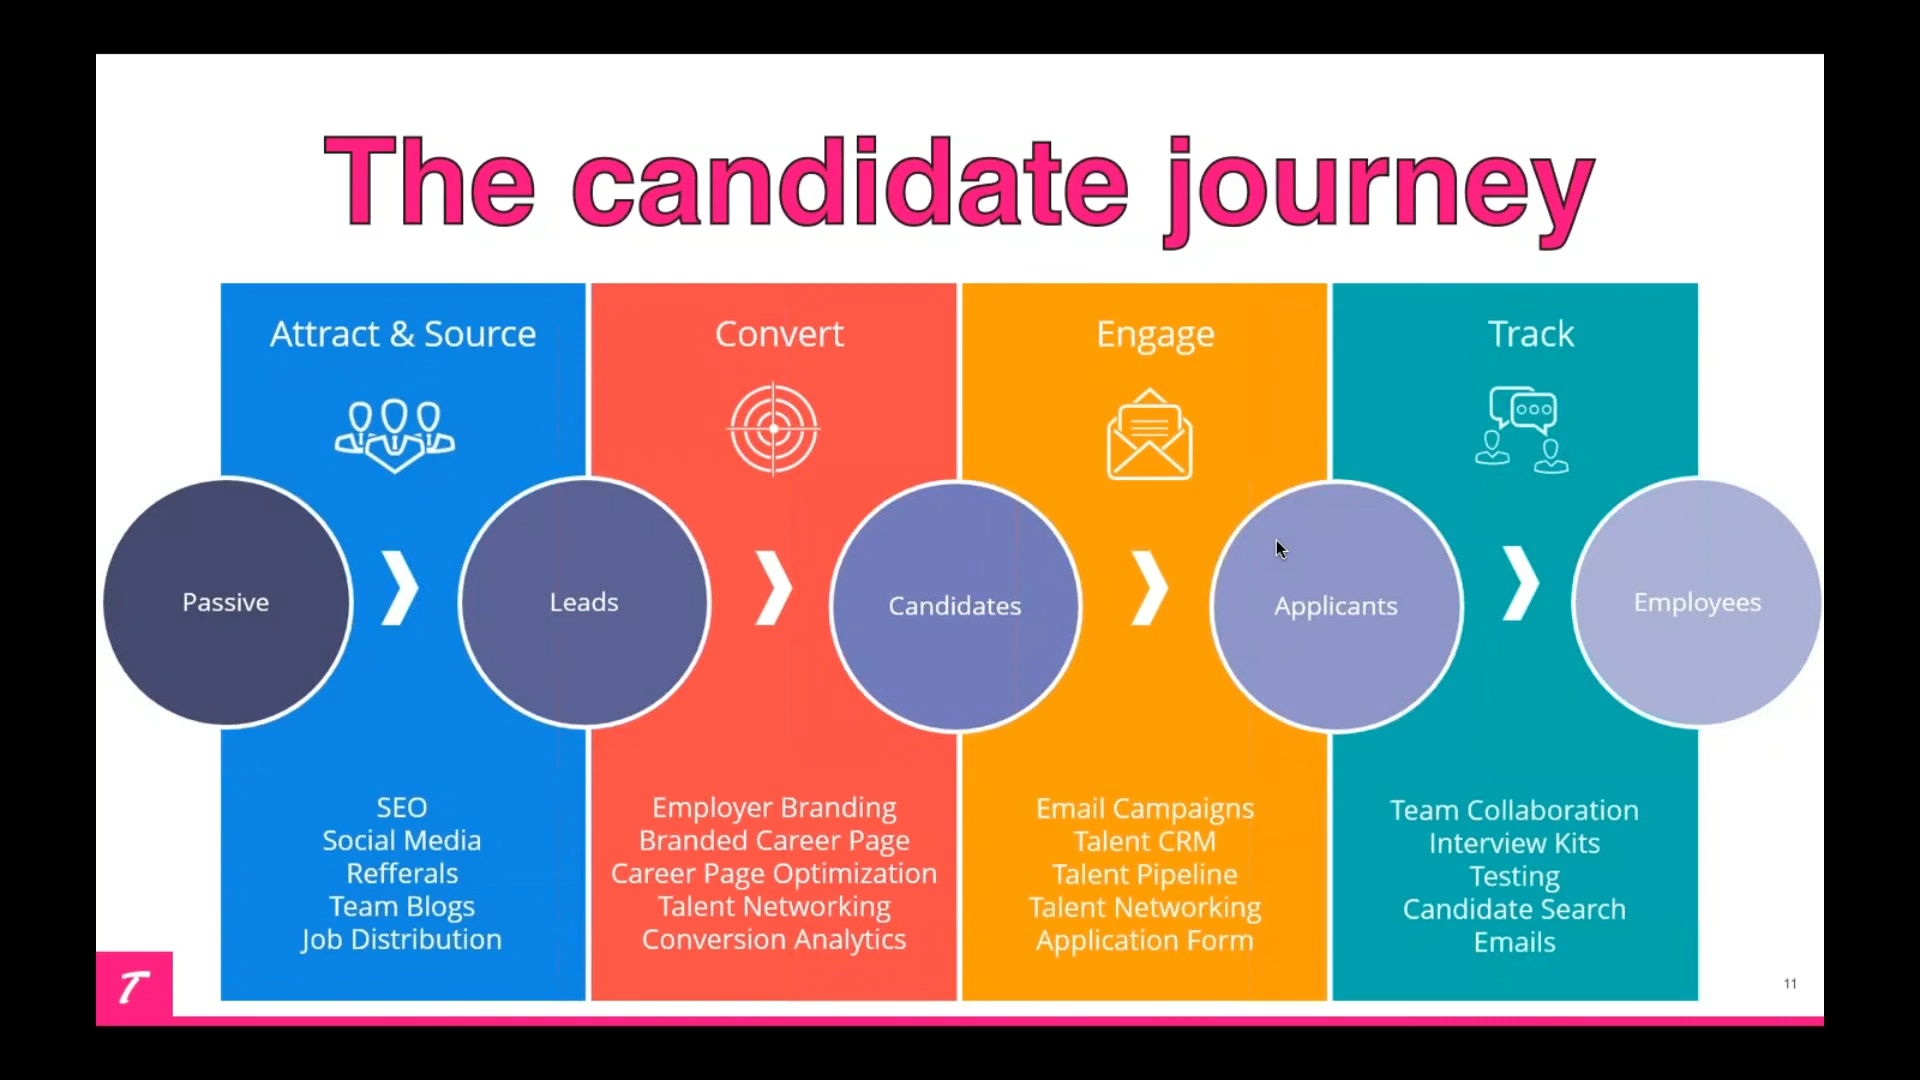 The candidate journey
Attract & Source
Convert
Engage
Track
Passive
Leads
Candidates
Applicants
Employees
SEO
Social Media
Refferals
Team Blogs
Job Distribution
Employer Branding
Branded Career Page
Career Page Optimization
Talent Networking
Conversion Analytics
Email Campaigns
Talent CRM
Talent Pipeline
Talent Networking
Application Form
Team Collaboration
Interview Kits
Testing
Candidate Search
Emails
T
11